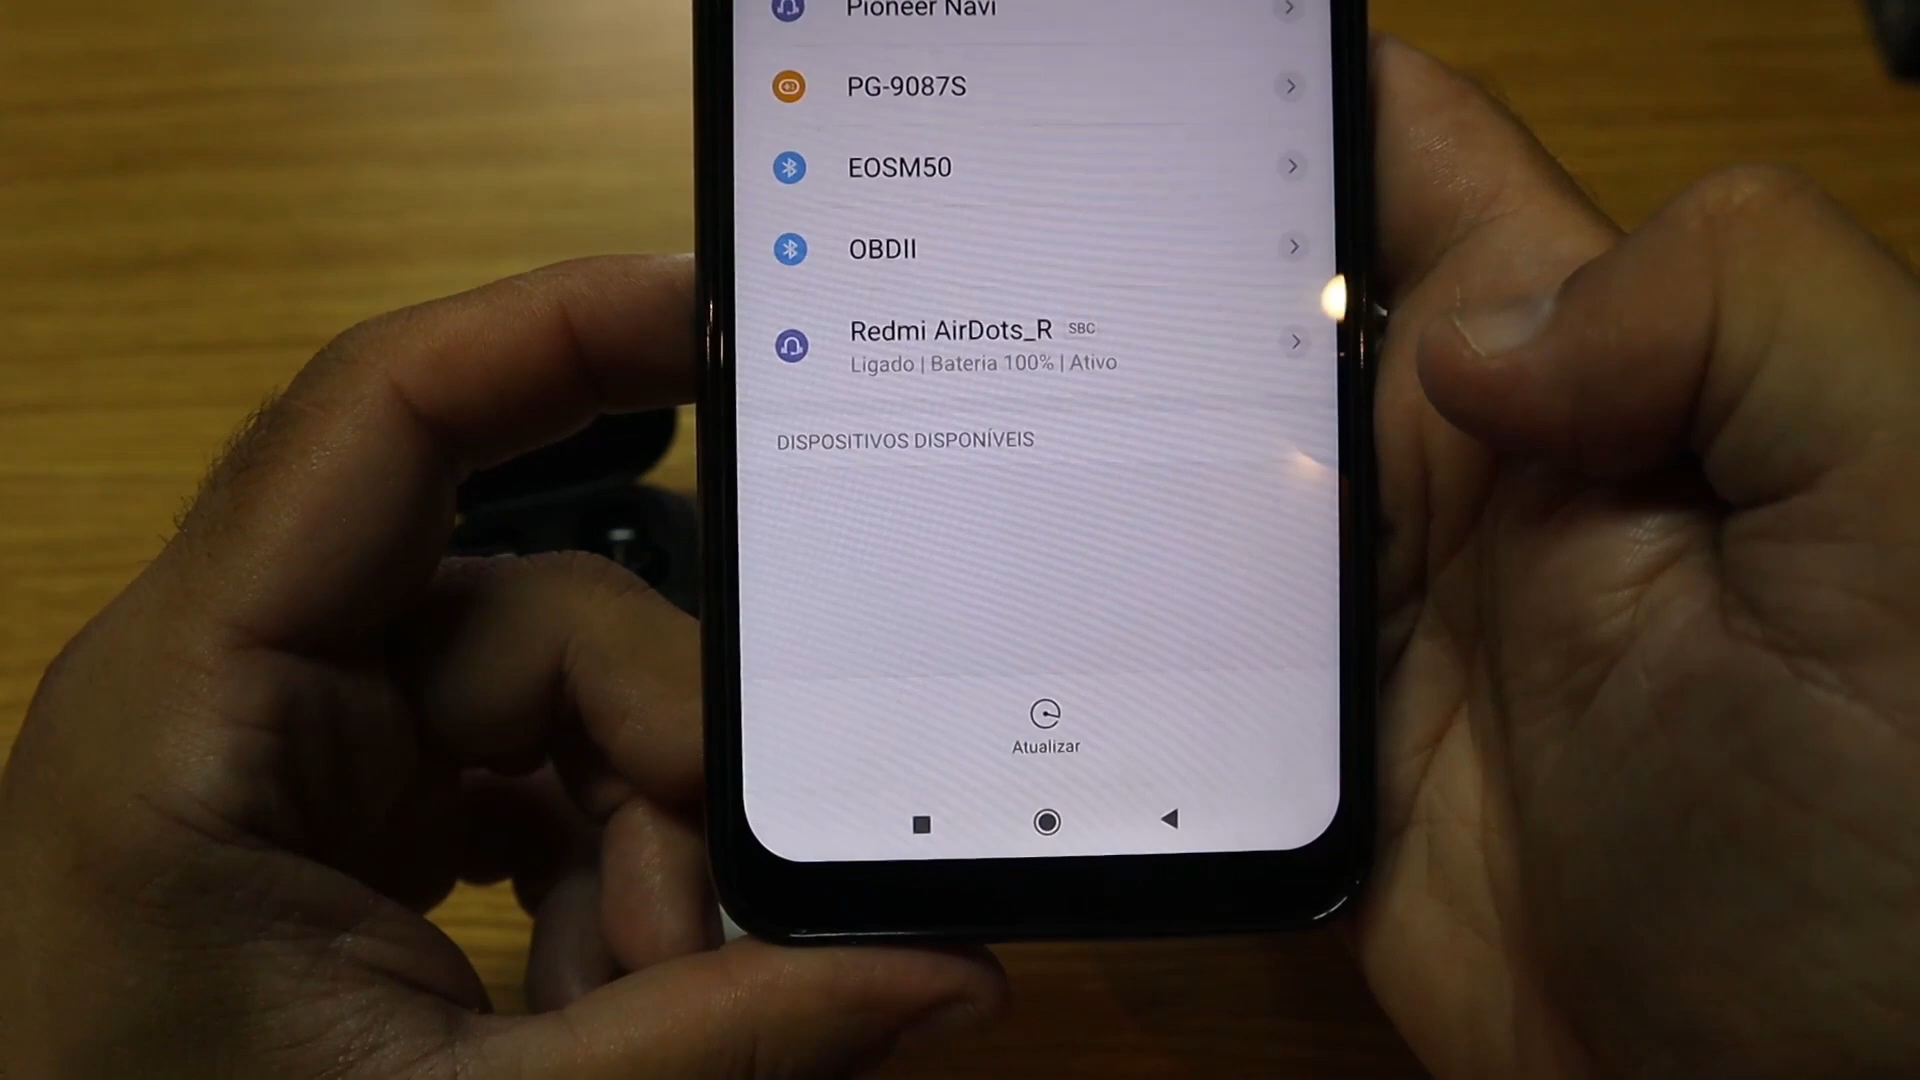 Pioneer Navi
PG-9087S
EOSM50
OBDII
Redmi AirDots_R SBC
Ligado | Bateria 100% | Ativo
DISPOSITIVOS DISPONÍVEIS
Atualizar